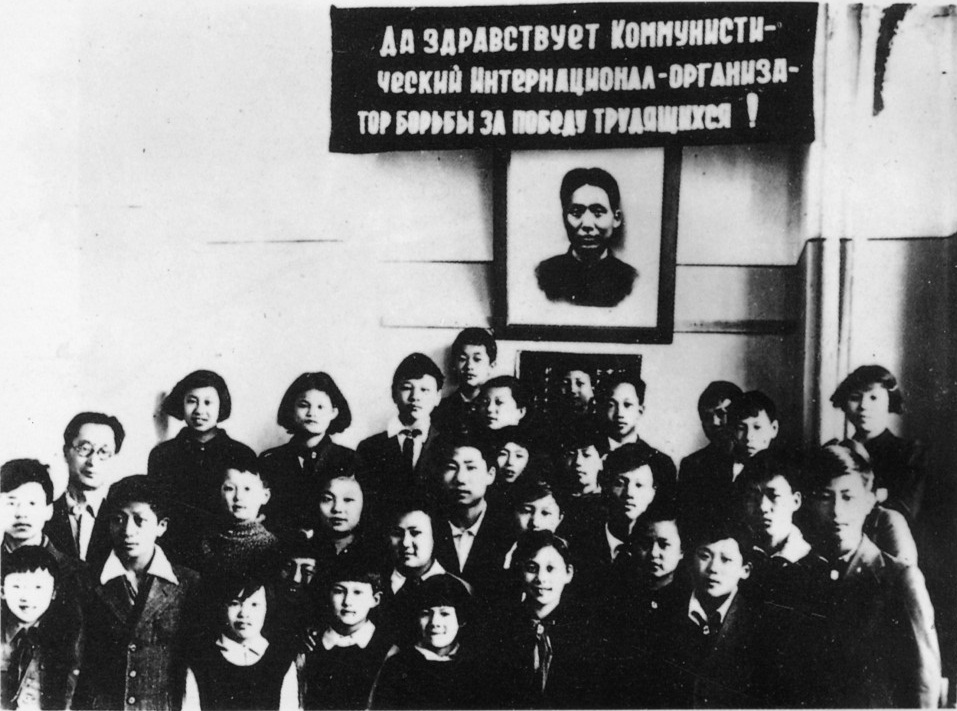 Да здравствует Коммунисти-
ческий Интернационал-организа-
тор борьбы за победу трудящихся!